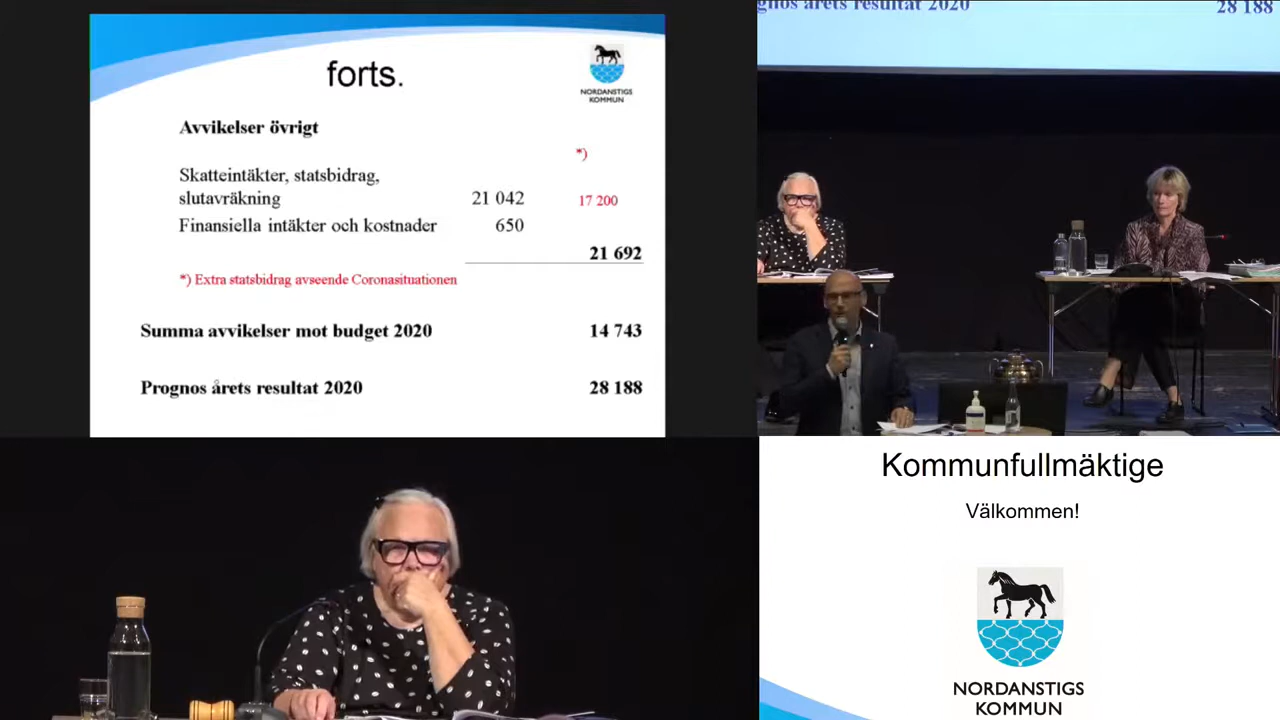 forts.
NORDANSTIGS
KOMMUN
Avvikelser övrigt
*)
Skatteintäkter, statsbidrag,
slutavräkning 21 042 17 200
Finansiella intäkter och kostnader 650
21 692
*) Extra statsbidrag avseende Coronasituationen
Summa avvikelser mot budget 2020 14 743
Prognos årets resultat 2020 28 188
gnos årets resultat 2020 28 188
Kommunfullmäktige
Välkommen!
NORDANSTIGS
KOMMUN